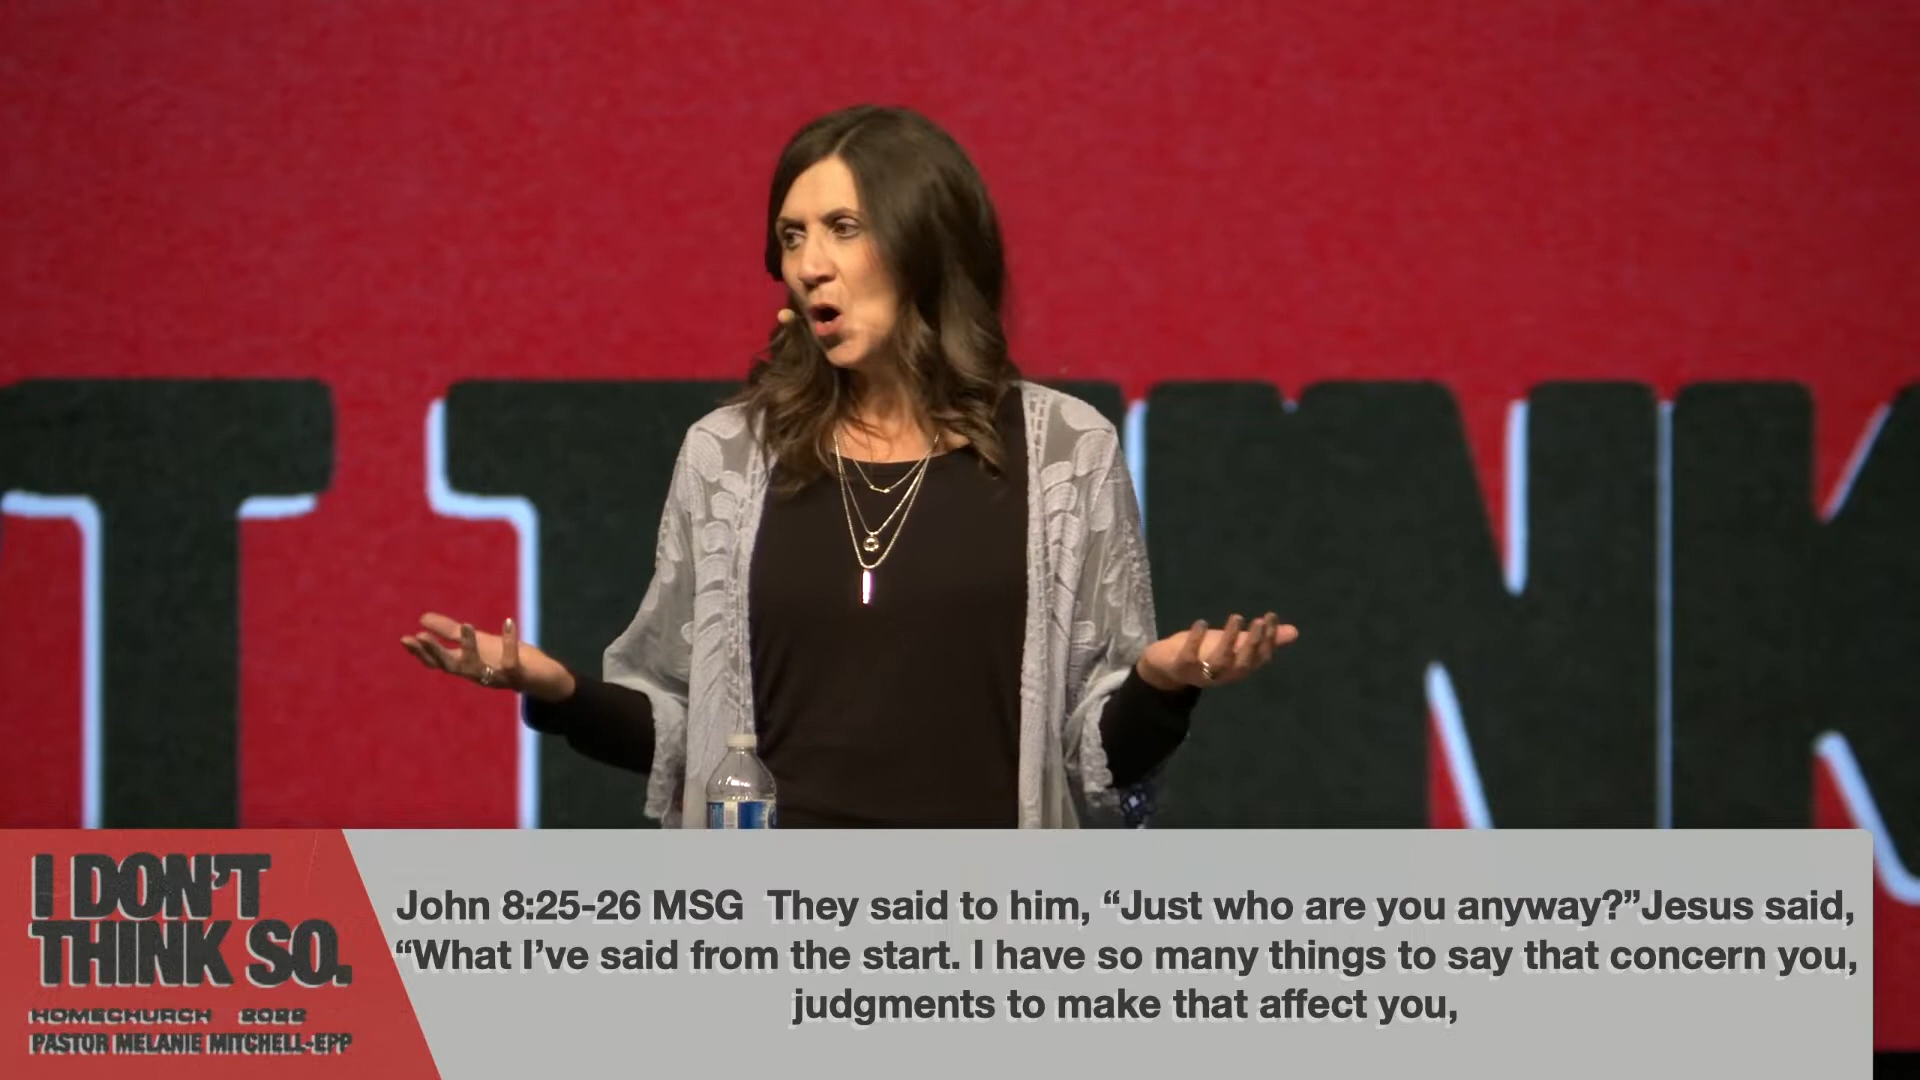 THINK
I DON'T
THINK SO.
HOMECHURCH 2022
PASTOR MELANIE MITCHELL-EPP
John 8:25-26 MSG They said to him, “Just who are you anyway?”Jesus said,
“What I’ve said from the start. I have so many things to say that concern you,
judgments to make that affect you,